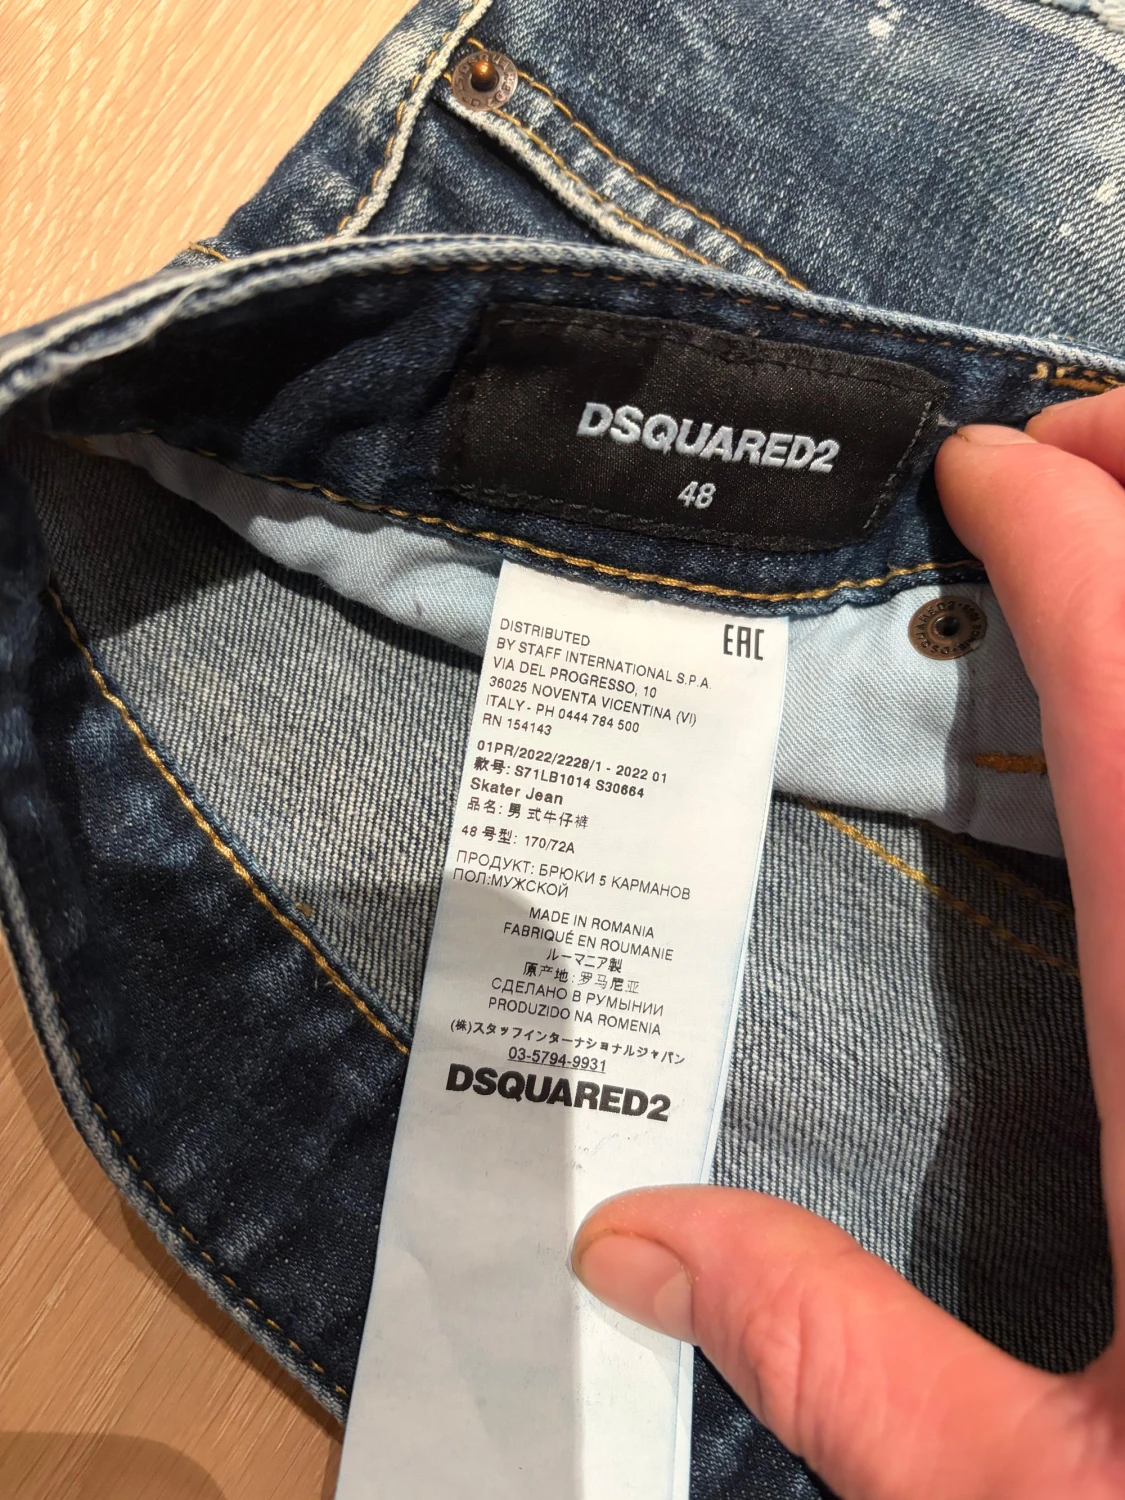 DSQUARED2
48
EAC
DISTRIBUTED
BY STAFF INTERNATIONAL S.P.A.
VIA DEL PROGRESSO, 10
36025 NOVENTA VICENTINA (VI)
ITALY - PH 0444 784 500
RN 154143
01PR/2022/2228/1 - 2022 01
款号: S71LB1014 S30664
Skater Jean
品名: 男 式牛仔裤
48 号型: 170/72A
ПРОДУКТ: БРЮКИ 5 КАРМАНОВ
ПОЛ:МУЖСКОЙ
MADE IN ROMANIA
FABRIQUÉ EN ROUMANIE
ルーマニア製
原产地: 罗马尼亚
СДЕЛАНО В РУМЫНИИ
PRODUZIDO NA ROMENIA
(株)スタッフインターナショナルジャパン
03-5794-9931
DSQUARED2